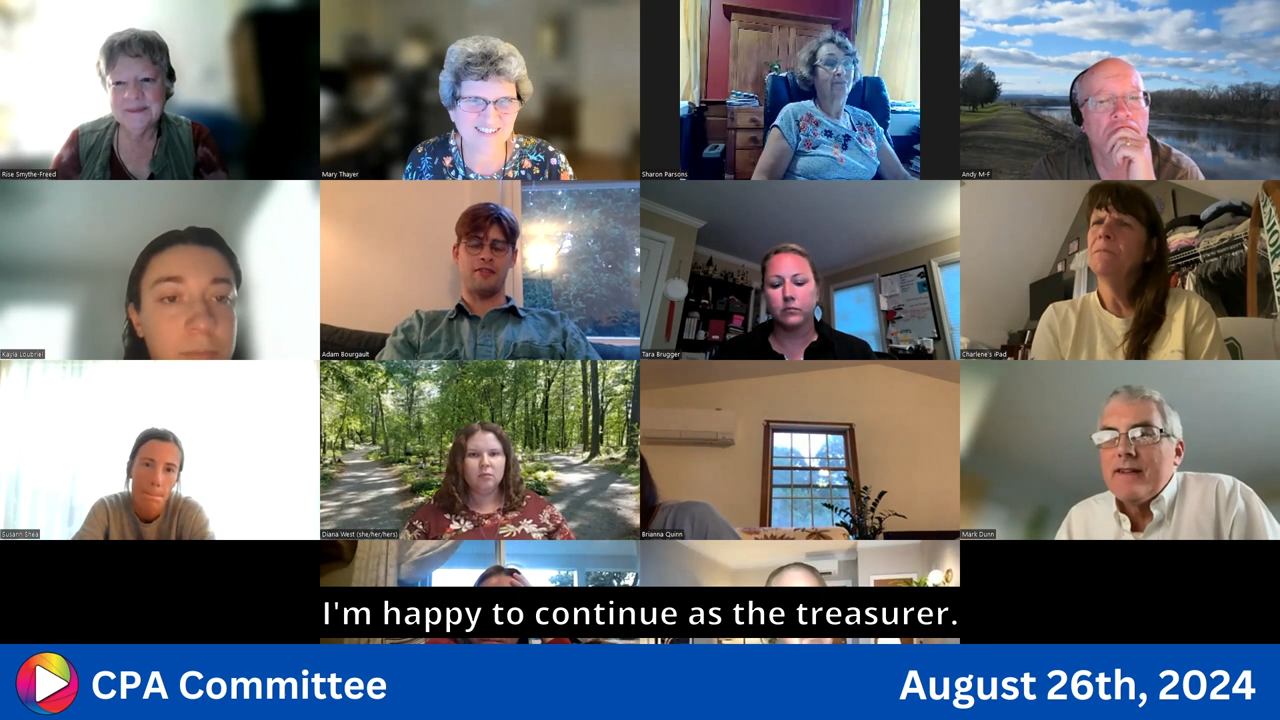 Rise Smythe-Freed
Mary Thayer
Sharon Parsons
Andy M-F
Kayla Loubriel
Adam Bourgault
Tara Brugger
Charlene's iPad
Susann Shea
Diana West (she/her/hers)
Brianna Quinn
Mark Dunn
I'm happy to continue as the treasurer.
CPA Committee
August 26th, 2024